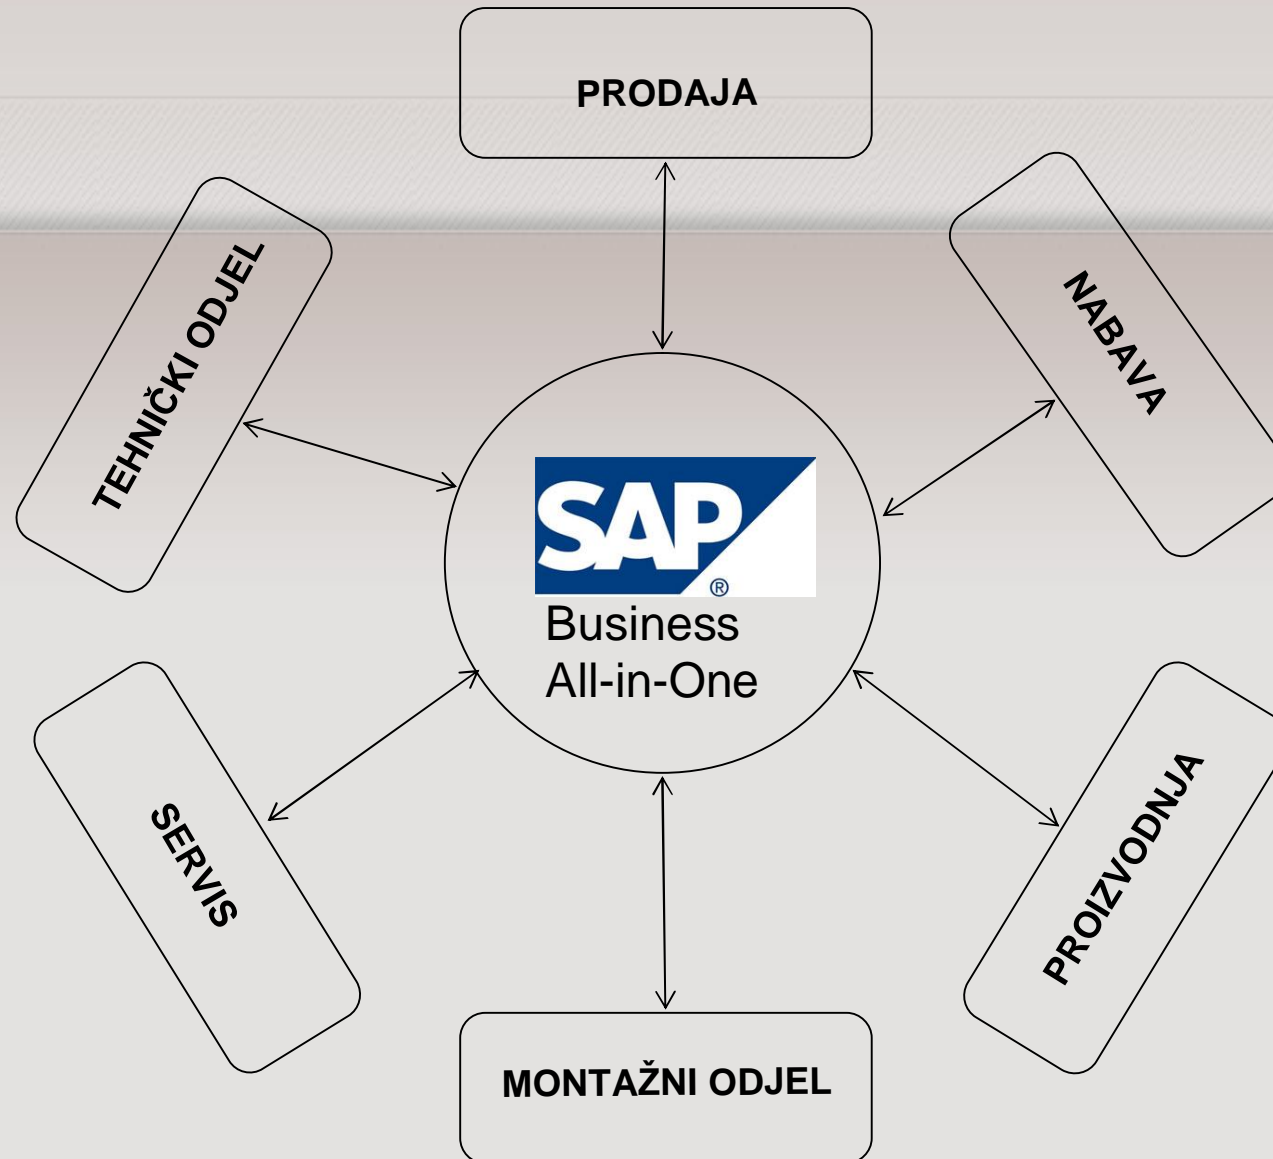 PRODAJA
TEHNIČKI ODJEL
NABAVA
SAP
®
Business
All-in-One
SERVIS
PROIZVODNJA
MONTAŽNI ODJEL